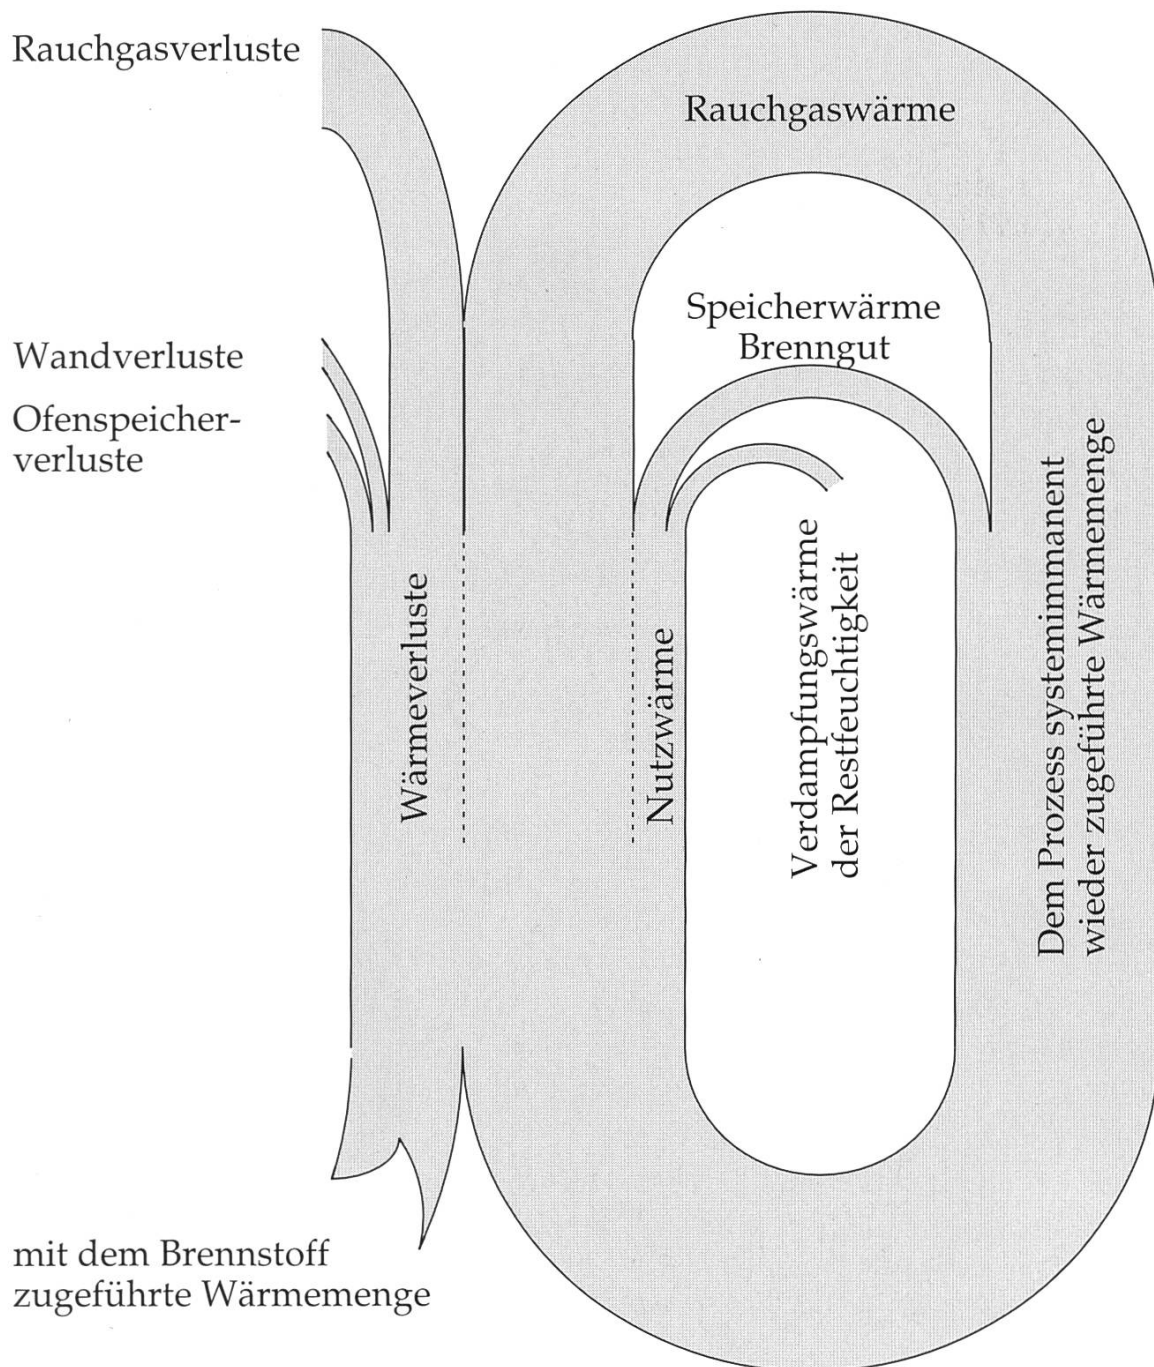 Rauchgasverluste
Rauchgaswärme
Speicherwärme
Brenngut
Wandverluste
Ofenspeicher-
verluste
Wärmeverluste
Nutzwärme
Verdampfungswärme
der Restfeuchtigkeit
Dem Prozess systemimmanent
wieder zugeführte Wärmemenge
mit dem Brennstoff
zugeführte Wärmemenge